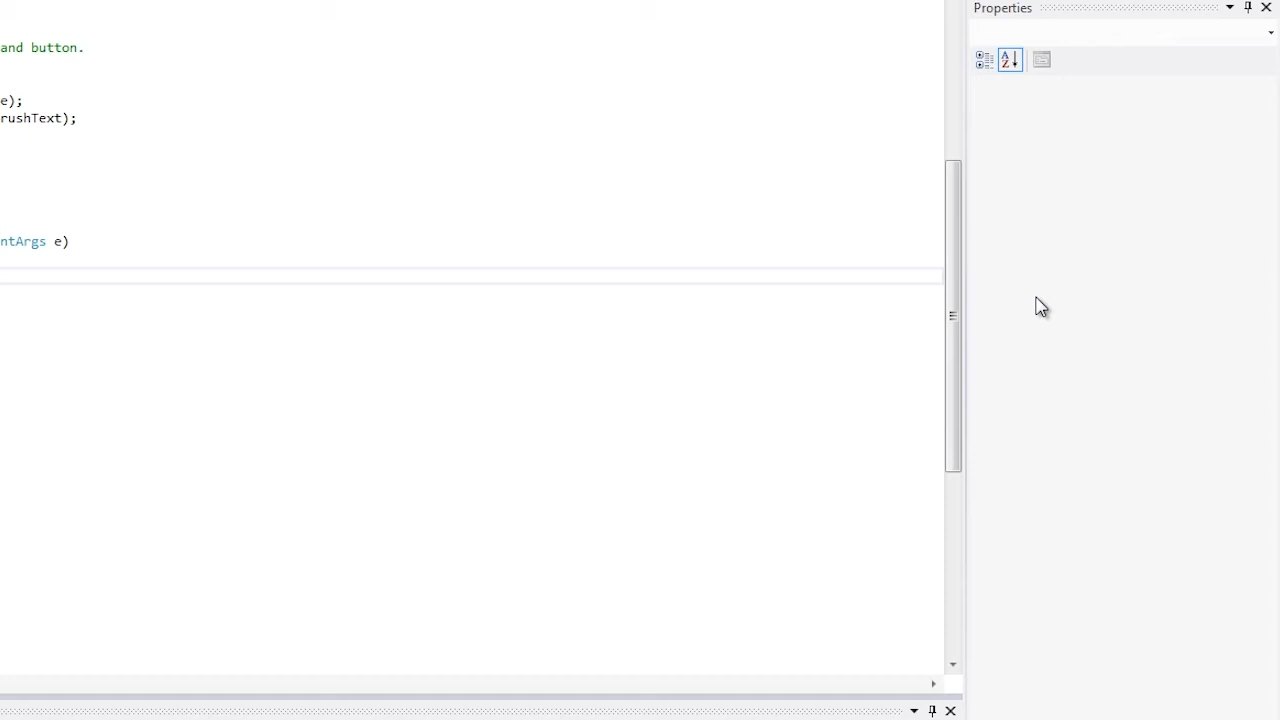 Properties
and button.
e);
rushText);
ntArgs e)